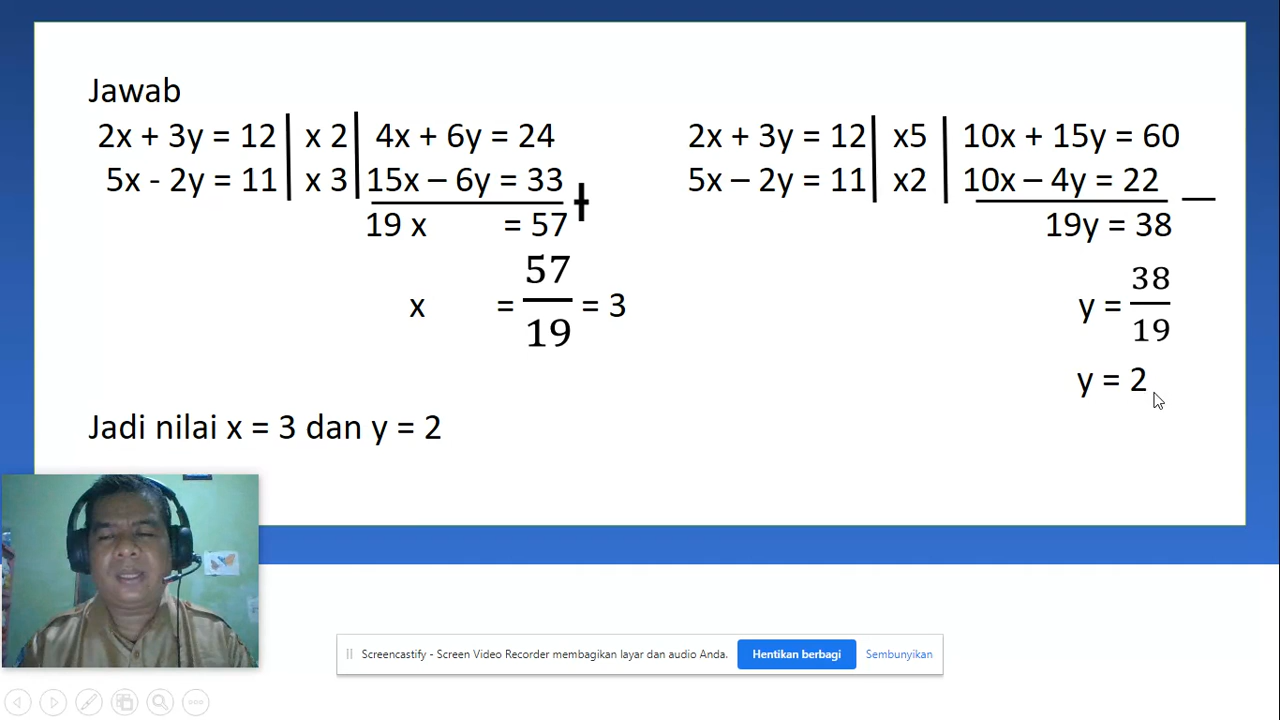 Jawab
2x + 3y = 12 | x 2 | 4x + 6y = 24
5x - 2y = 11 | x 3 | 15x – 6y = 33 +
19 x = 57
x = 57/19 = 3
2x + 3y = 12 | x5 | 10x + 15y = 60
5x – 2y = 11 | x2 | 10x – 4y = 22 —
19y = 38
y = 38/19
y = 2
Jadi nilai x = 3 dan y = 2
Screencastify - Screen Video Recorder membagikan layar dan audio Anda. Hentikan berbagi Sembunyikan